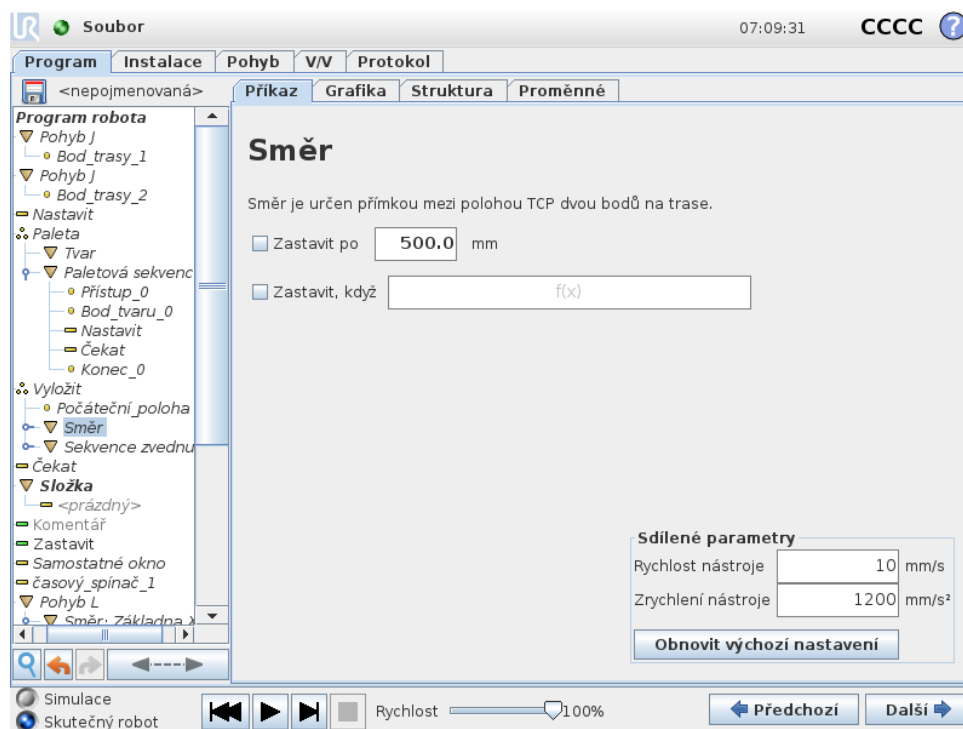 UR Soubor 07:09:31 CCCC ?
Program Instalace Pohyb V/V Protokol
<nepojmenovaná> Příkaz Grafika Struktura Proměnné
Program robota
Pohyb J
Bod_trasy_1
Pohyb J
Bod_trasy_2
Nastavit
Paleta
Tvar
Paletová sekvenc
Přístup_0
Bod_tvaru_0
Nastavit
Čekat
Konec_0
Vyložit
Počáteční_poloha
Směr
Sekvence zvednu
Čekat
Složka
<prázdný>
Komentář
Zastavit
Samostatné okno
časový_spínač_1
Pohyb L
Směr: Základna X
Směr
Směr je určen přímkou mezi polohou TCP dvou bodů na trase.
Zastavit po 500.0 mm
Zastavit, když f(x)
Sdílené parametry
Rychlost nástroje 10 mm/s
Zrychlení nástroje 1200 mm/s²
Obnovit výchozí nastavení
Simulace
Skutečný robot
Rychlost 100%
Předchozí Další